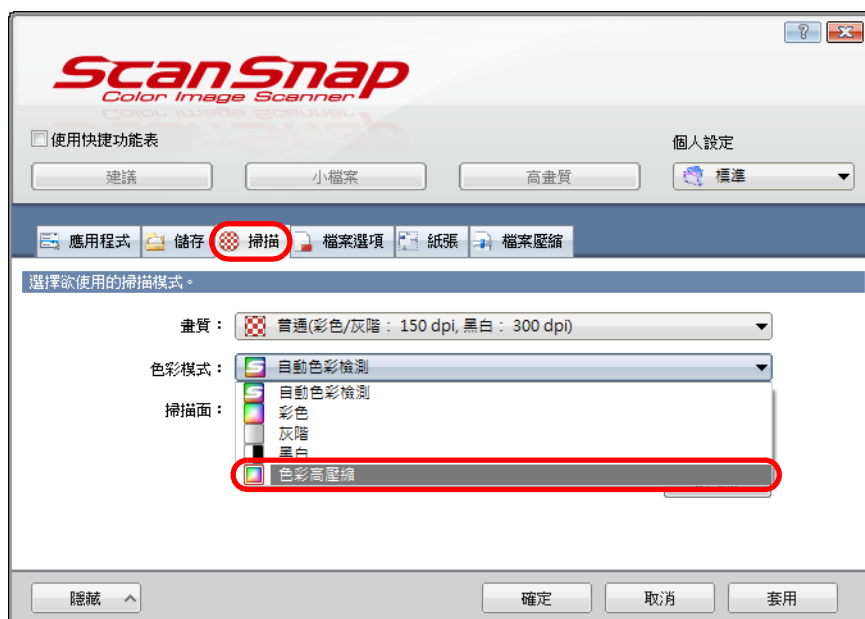 ScanSnap
Color Image Scanner
使用快捷功能表
個人設定
建議 小檔案 高畫質 標準
應用程式 儲存 掃描 檔案選項 紙張 檔案壓縮
選擇欲使用的掃描模式。
畫質： 普通(彩色/灰階： 150 dpi, 黑白： 300 dpi)
色彩模式： 自動色彩檢測
自動色彩檢測
掃描面： 彩色
灰階
黑白
色彩高壓縮
隱藏 確定 取消 套用